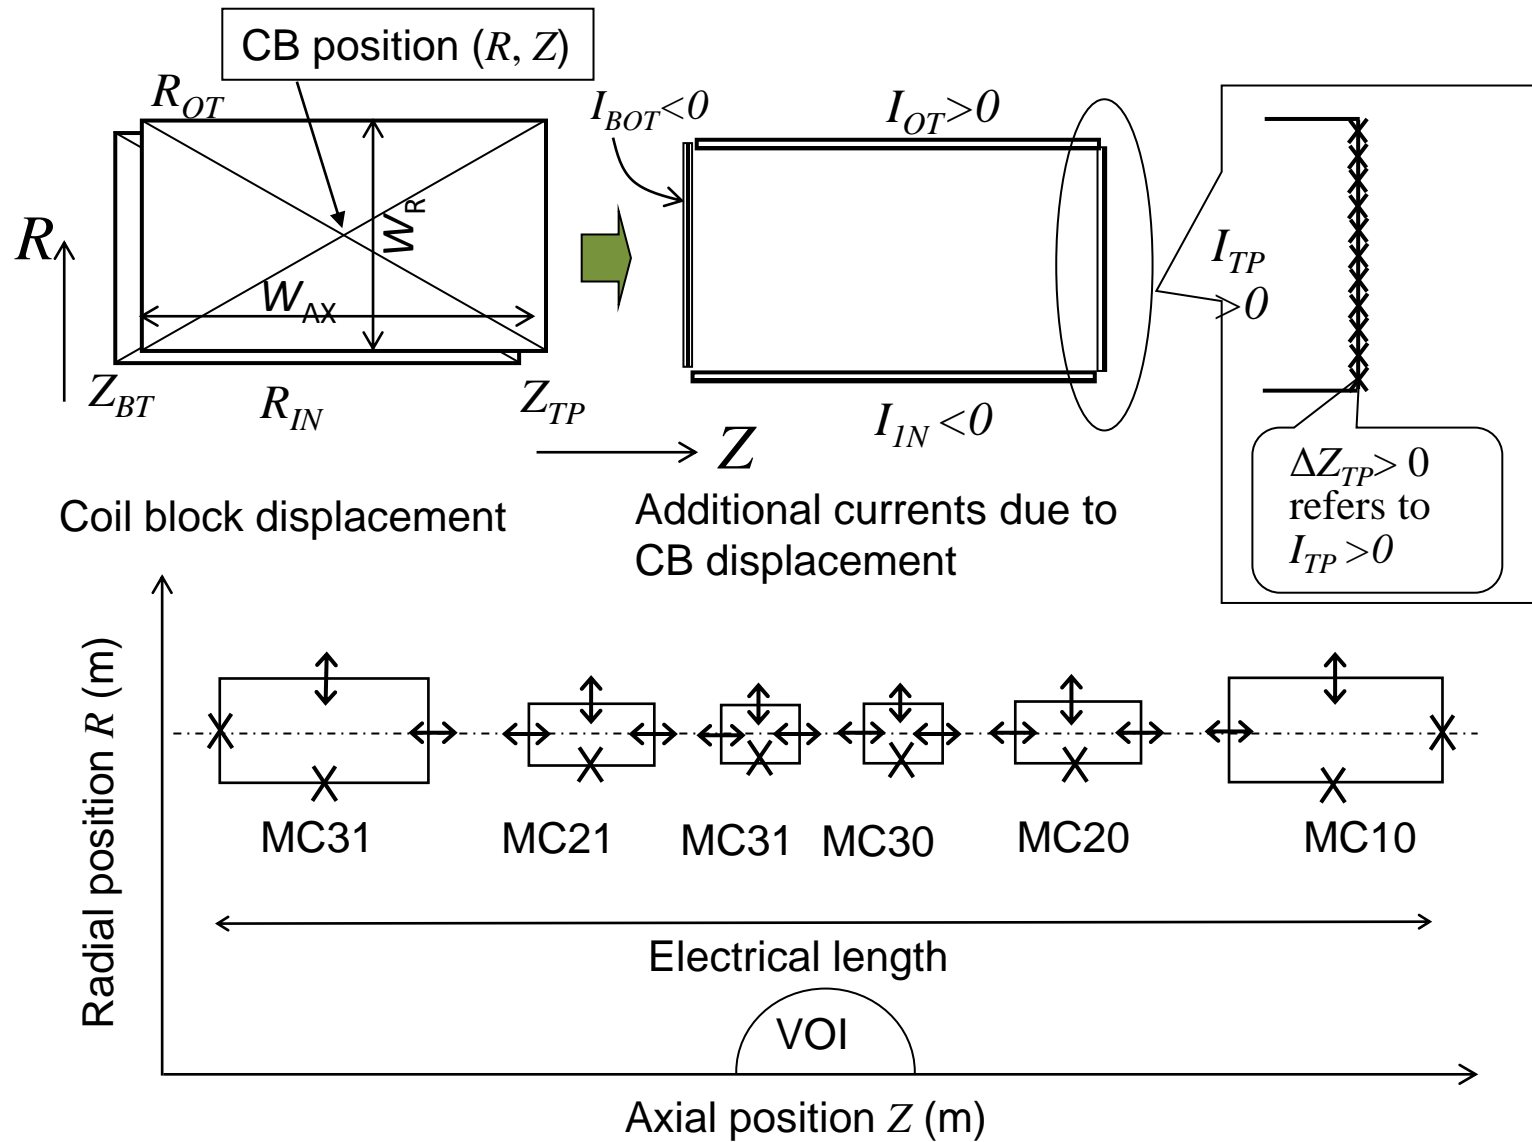 CB position (R, Z)
R_OT
I_BOT<0
I_OT>0
R
W_R
W_AX
I_TP
>0
Z_BT
R_IN
Z_TP
I_1N <0
Z
ΔZ_TP> 0
refers to
I_TP >0
Coil block displacement
Additional currents due to
CB displacement
Radial position R (m)
MC31
MC21
MC31
MC30
MC20
MC10
Electrical length
VOI
Axial position Z (m)